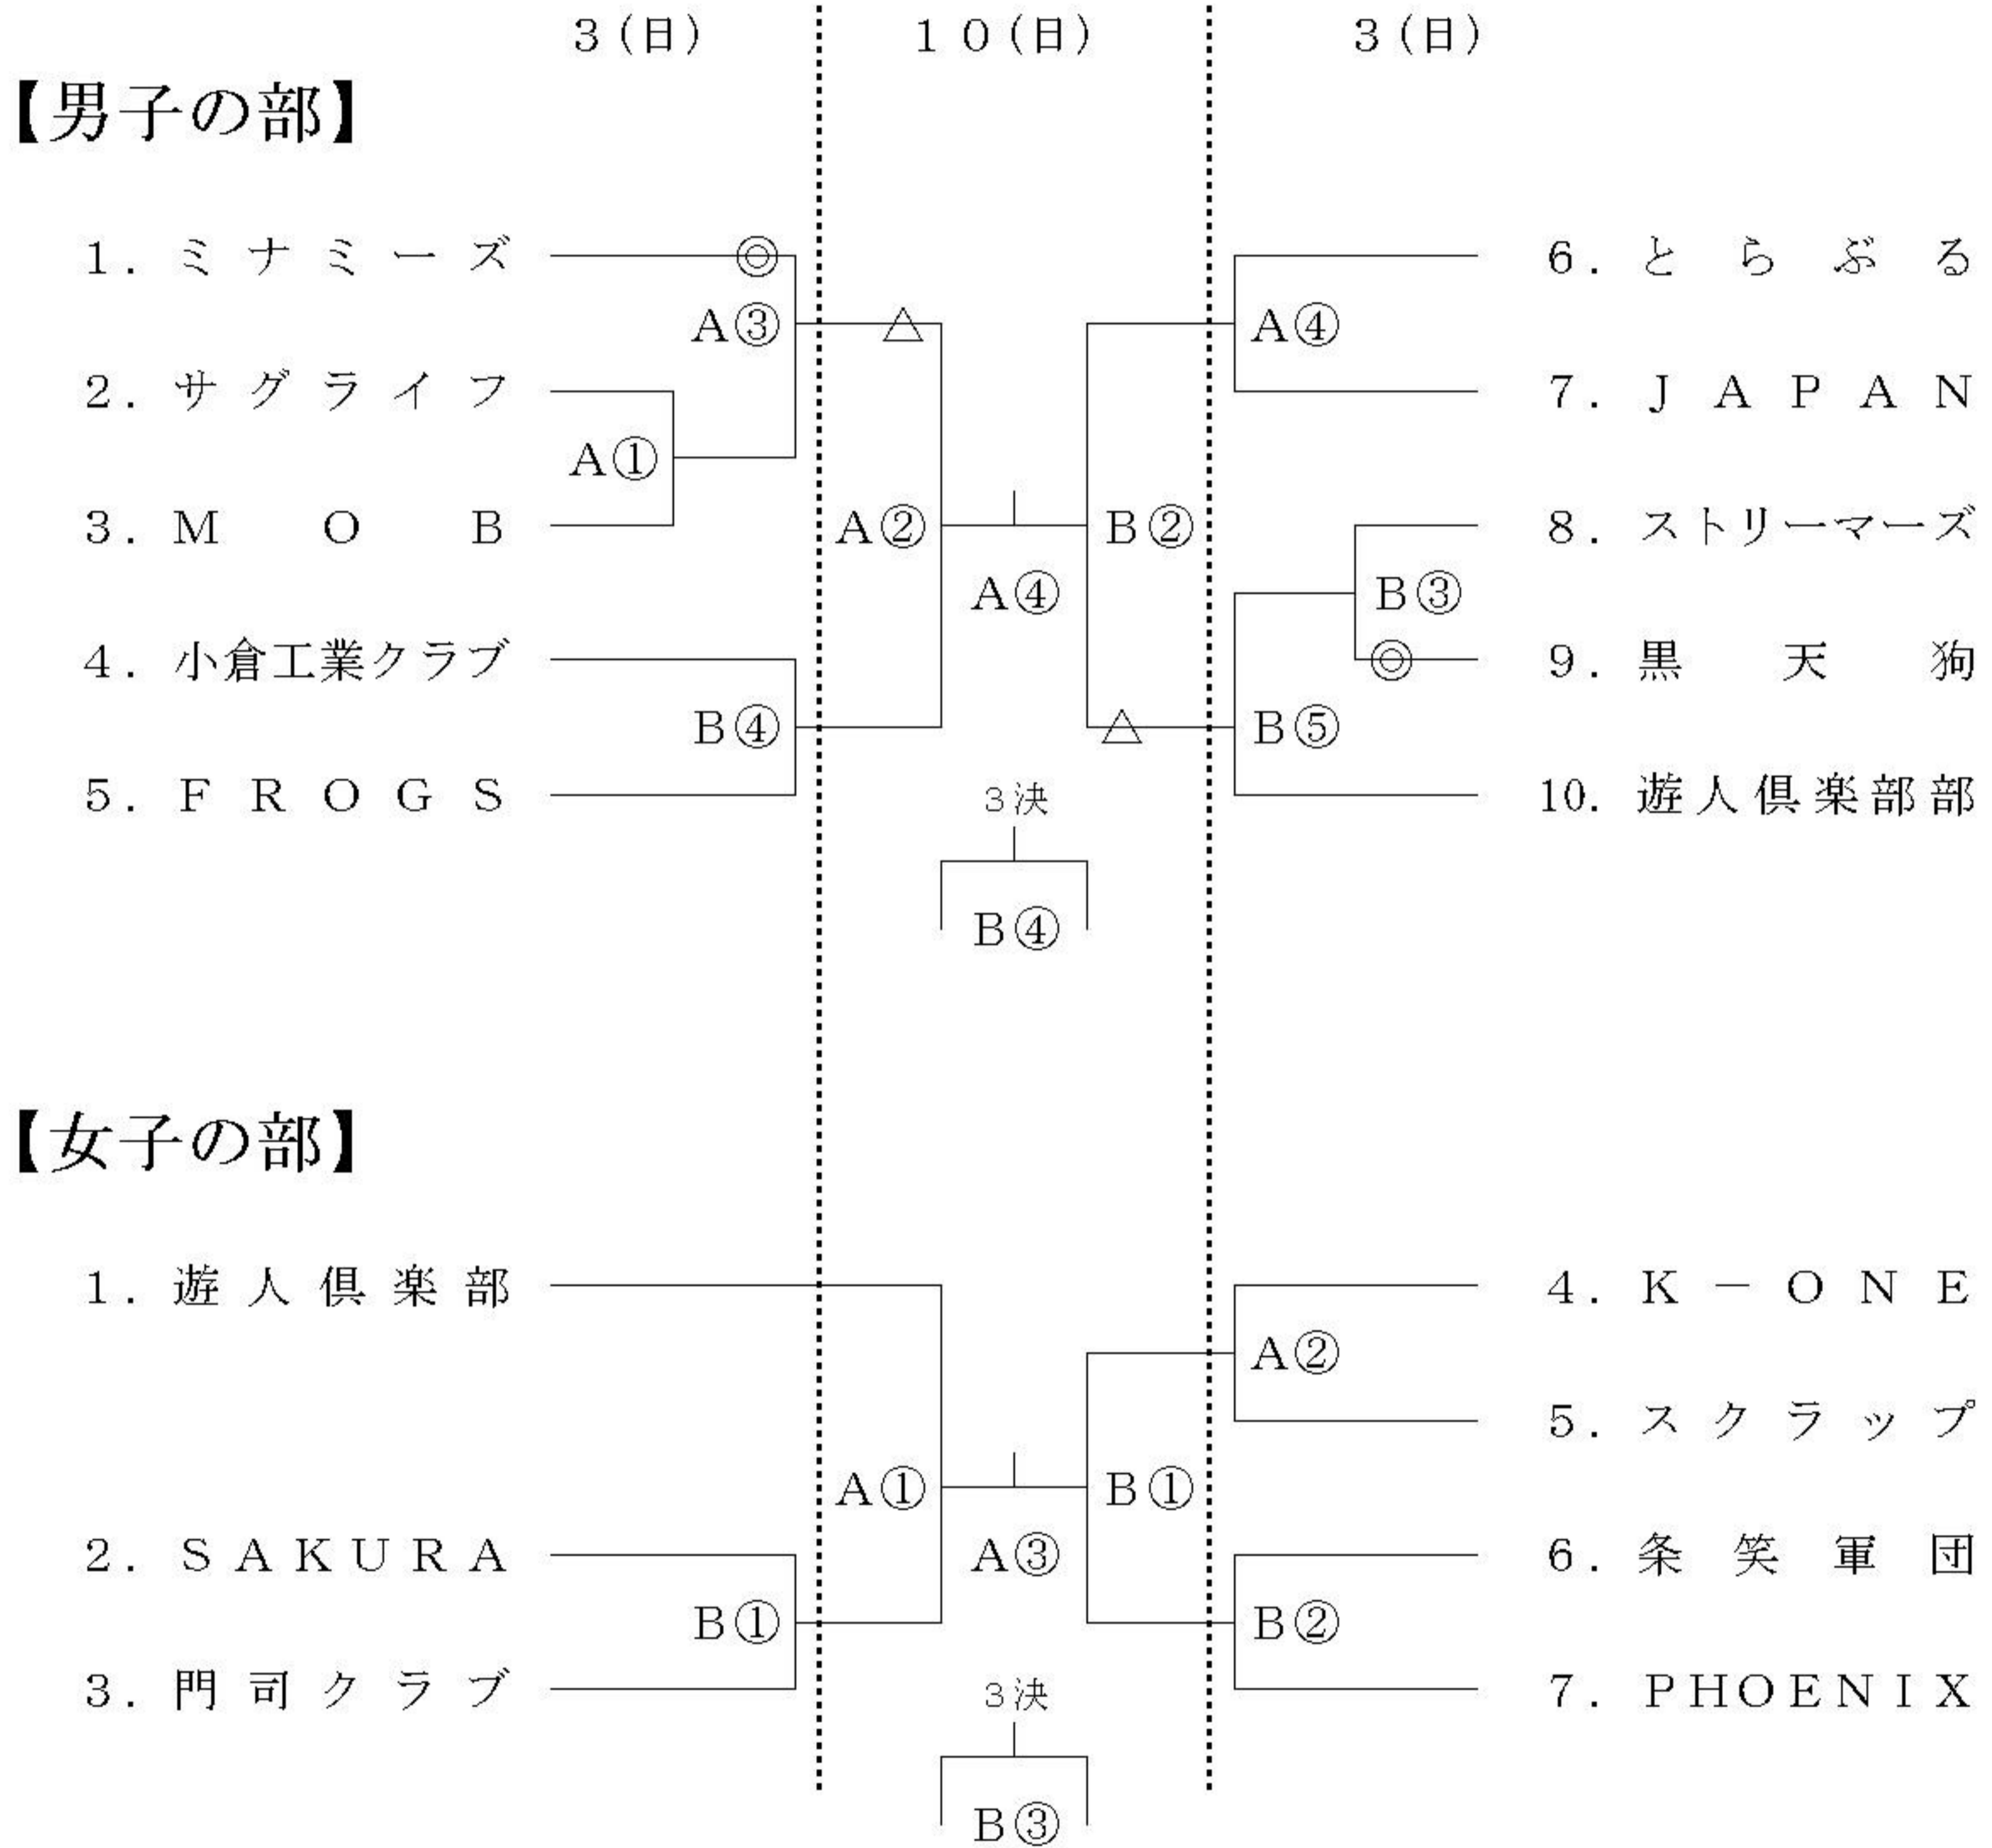 3(日) 10(日) 3(日)
【男子の部】
1. ミナミーズ ◎ 6. とらぶる
A③ △ A④
2. サグライフ 7. JAPAN
A①
3. MOB A② B② 8. ストリーマーズ
A④ B③
4. 小倉工業クラブ ◎ 9. 黒天狗
B④ △ B⑤
5. FROGS 3決 10. 遊人倶楽部部
B④
【女子の部】
1. 遊人倶楽部 4. K-ONE
A②
5. スクラップ
A① B①
2. SAKURA A③ 6. 条笑軍団
B① B②
3. 門司クラブ 3決 7. PHOENIX
B③